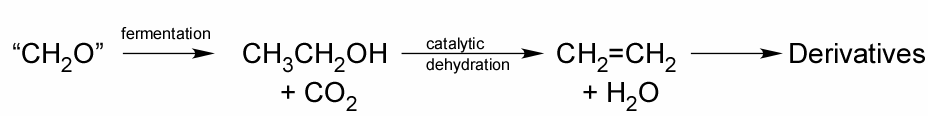 “CH2O” fermentation CH3CH2OH catalytic dehydration CH2=CH2 Derivatives
+ CO2 + H2O